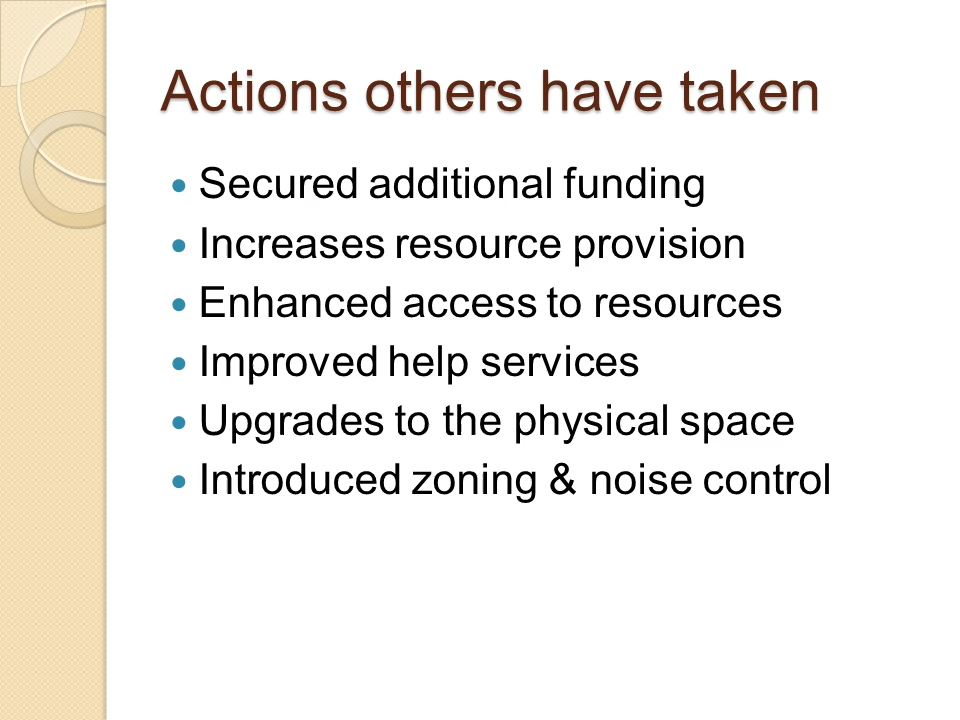 Actions others have taken
Secured additional funding
Increases resource provision
Enhanced access to resources
Improved help services
Upgrades to the physical space
Introduced zoning & noise control